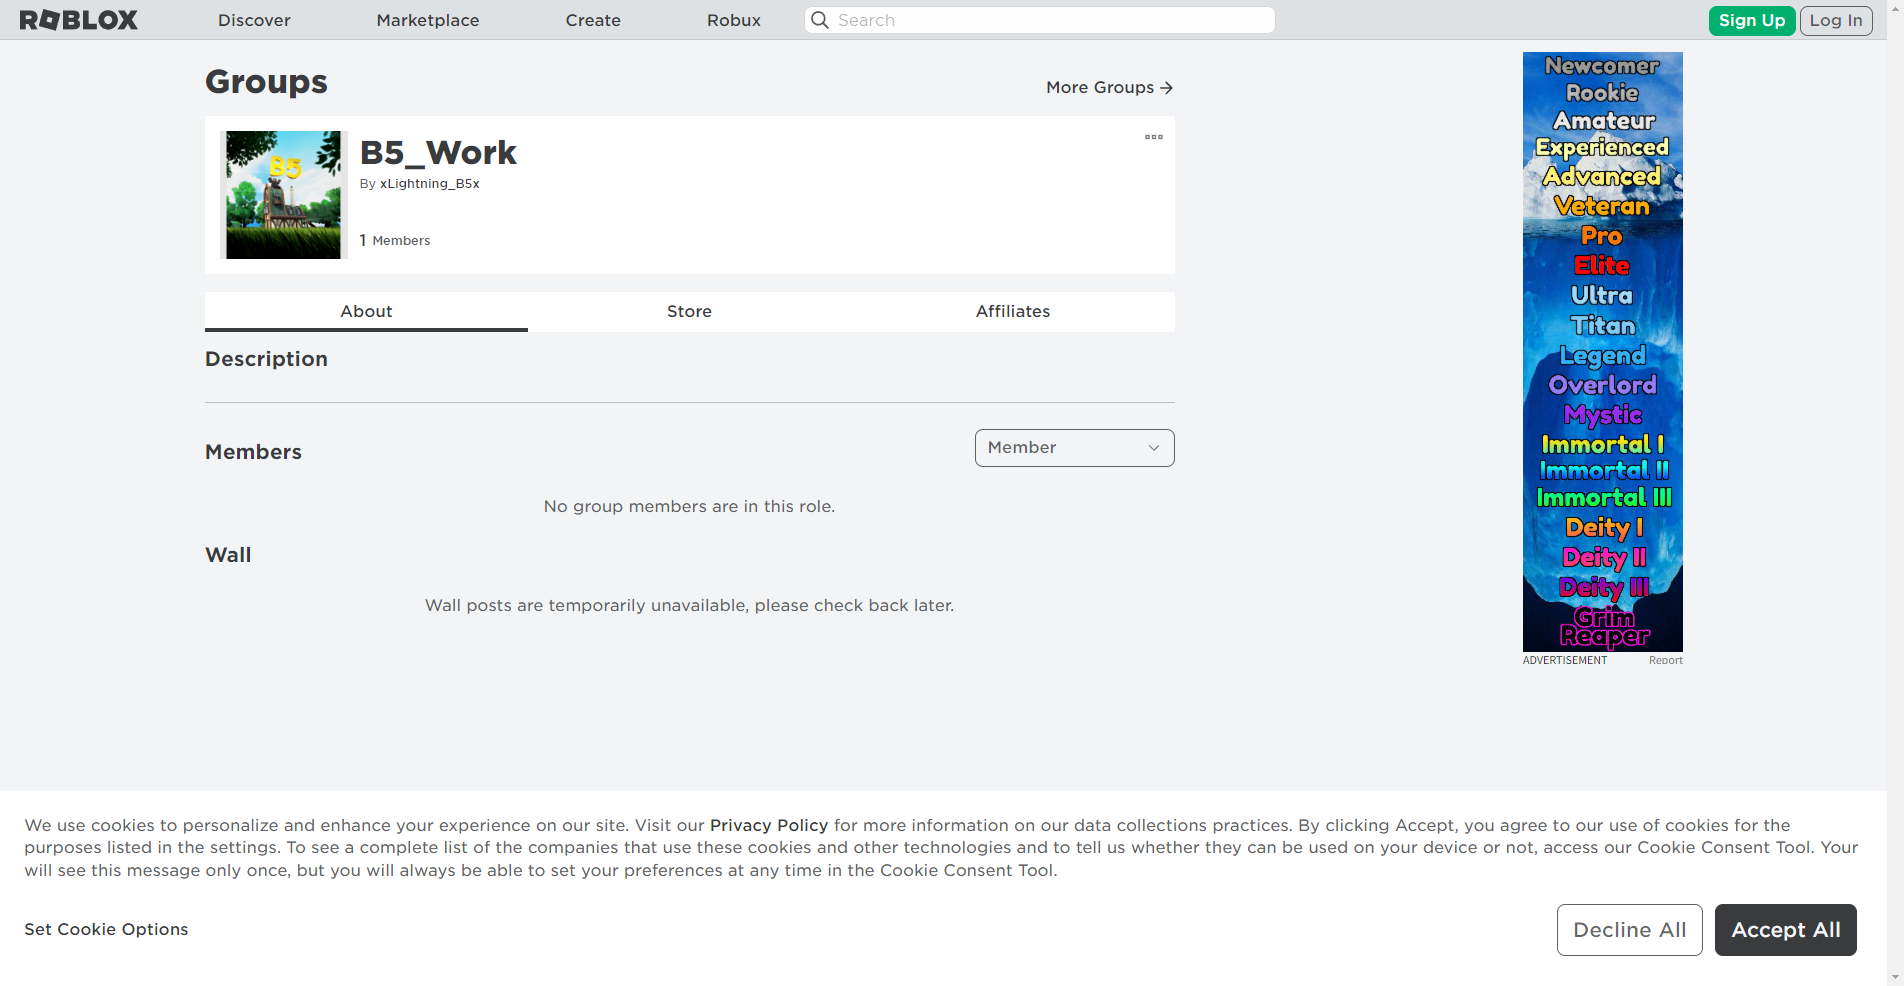 ROBLOX
Discover
Marketplace
Create
Robux
Search
Sign Up
Log In
Groups
More Groups →
B5
B5_Work
By xLightning_B5x
1 Members
About
Store
Affiliates
Description
Members
Member
No group members are in this role.
Wall
Wall posts are temporarily unavailable, please check back later.
Newcomer
Rookie
Amateur
Experienced
Advanced
Veteran
Pro
Elite
Ultra
Titan
Legend
Overlord
Mystic
Immortal I
Immortal II
Immortal III
Deity I
Deity II
Deity III
Grim
Reaper
ADVERTISEMENT
Report
We use cookies to personalize and enhance your experience on our site. Visit our Privacy Policy for more information on our data collections practices. By clicking Accept, you agree to our use of cookies for the
purposes listed in the settings. To see a complete list of the companies that use these cookies and other technologies and to tell us whether they can be used on your device or not, access our Cookie Consent Tool. Your
will see this message only once, but you will always be able to set your preferences at any time in the Cookie Consent Tool.
Set Cookie Options
Decline All
Accept All